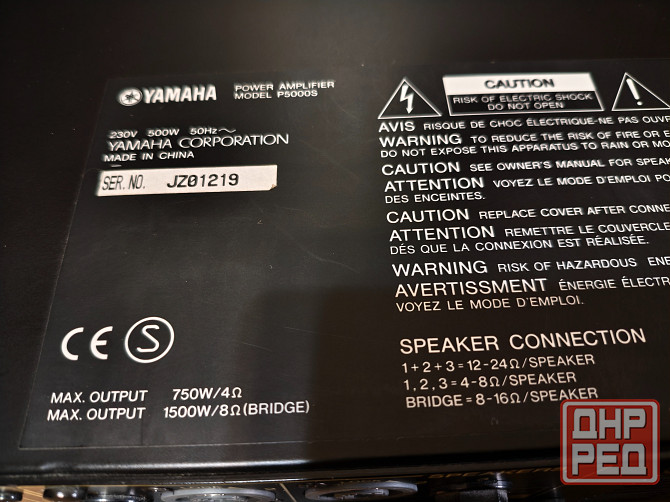 YAMAHA POWER AMPLIFIER
MODEL P5000S
230V 500W 50Hz~
YAMAHA CORPORATION
MADE IN CHINA
SER. NO. JZ01219
MAX. OUTPUT 750W/4Ω
MAX. OUTPUT 1500W/8Ω(BRIDGE)
CAUTION
RISK OF ELECTRIC SHOCK
DO NOT OPEN
AVIS RISQUE DE CHOC ÉLECTRIQUE-NE PAS OUVR
WARNING TO REDUCE THE RISK OF FIRE OR E
DO NOT EXPOSE THIS APPARATUS TO RAIN OR MO
CAUTION SEE OWNER'S MANUAL FOR SPEAK
ATTENTION VOYEZ LE MODE D'EMPLOI PO
DES ENCEINTES.
CAUTION REPLACE COVER AFTER CONNE
ATTENTION REMETTRE LE COUVERCLE
DÉS QUE LA CONNEXION EST RÉALISÉE.
WARNING RISK OF HAZARDOUS ENE
AVERTISSMENT ÉNERGIE ÉLECTR
VOYEZ LE MODE D'EMPLOI.
SPEAKER CONNECTION
1+2+3=12-24Ω/SPEAKER
1,2,3=4-8Ω/SPEAKER
BRIDGE=8-16Ω/SPEAKER
ДНР
РЕД